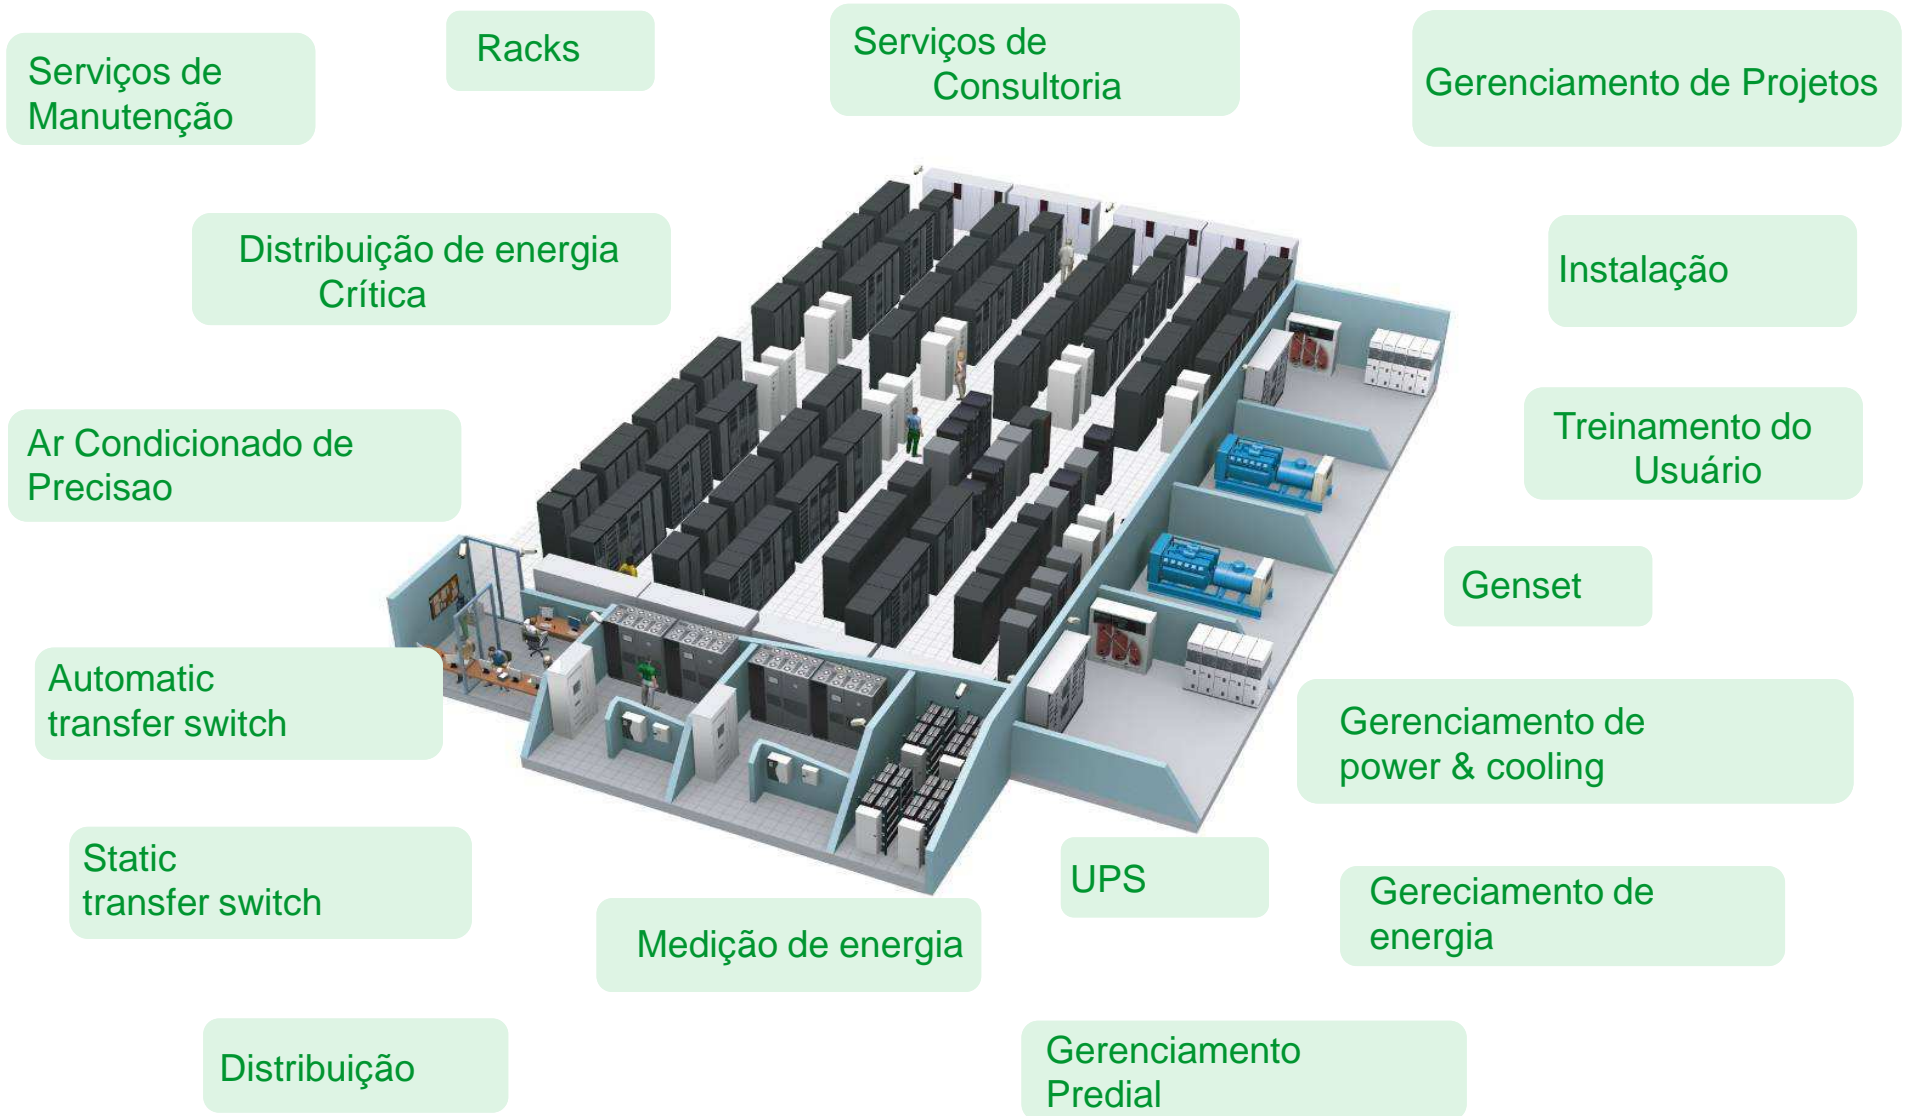 Serviços de
Manutenção
Racks
Serviços de
Consultoria
Gerenciamento de Projetos
Distribuição de energia
Crítica
Instalação
Ar Condicionado de
Precisao
Treinamento do
Usuário
Genset
Automatic
transfer switch
Gerenciamento de
power & cooling
Static
transfer switch
UPS
Gereciamento de
energia
Medição de energia
Distribuição
Gerenciamento
Predial